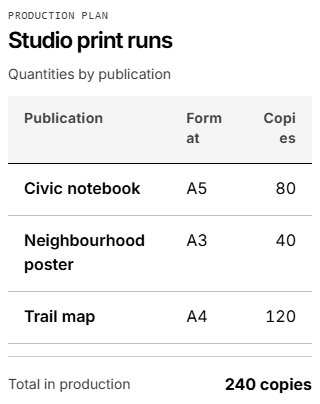 PRODUCTION PLAN
Studio print runs
Quantities by publication
Publication Form Copi
at es
Civic notebook A5 80
Neighbourhood A3 40
poster
Trail map A4 120
Total in production 240 copies